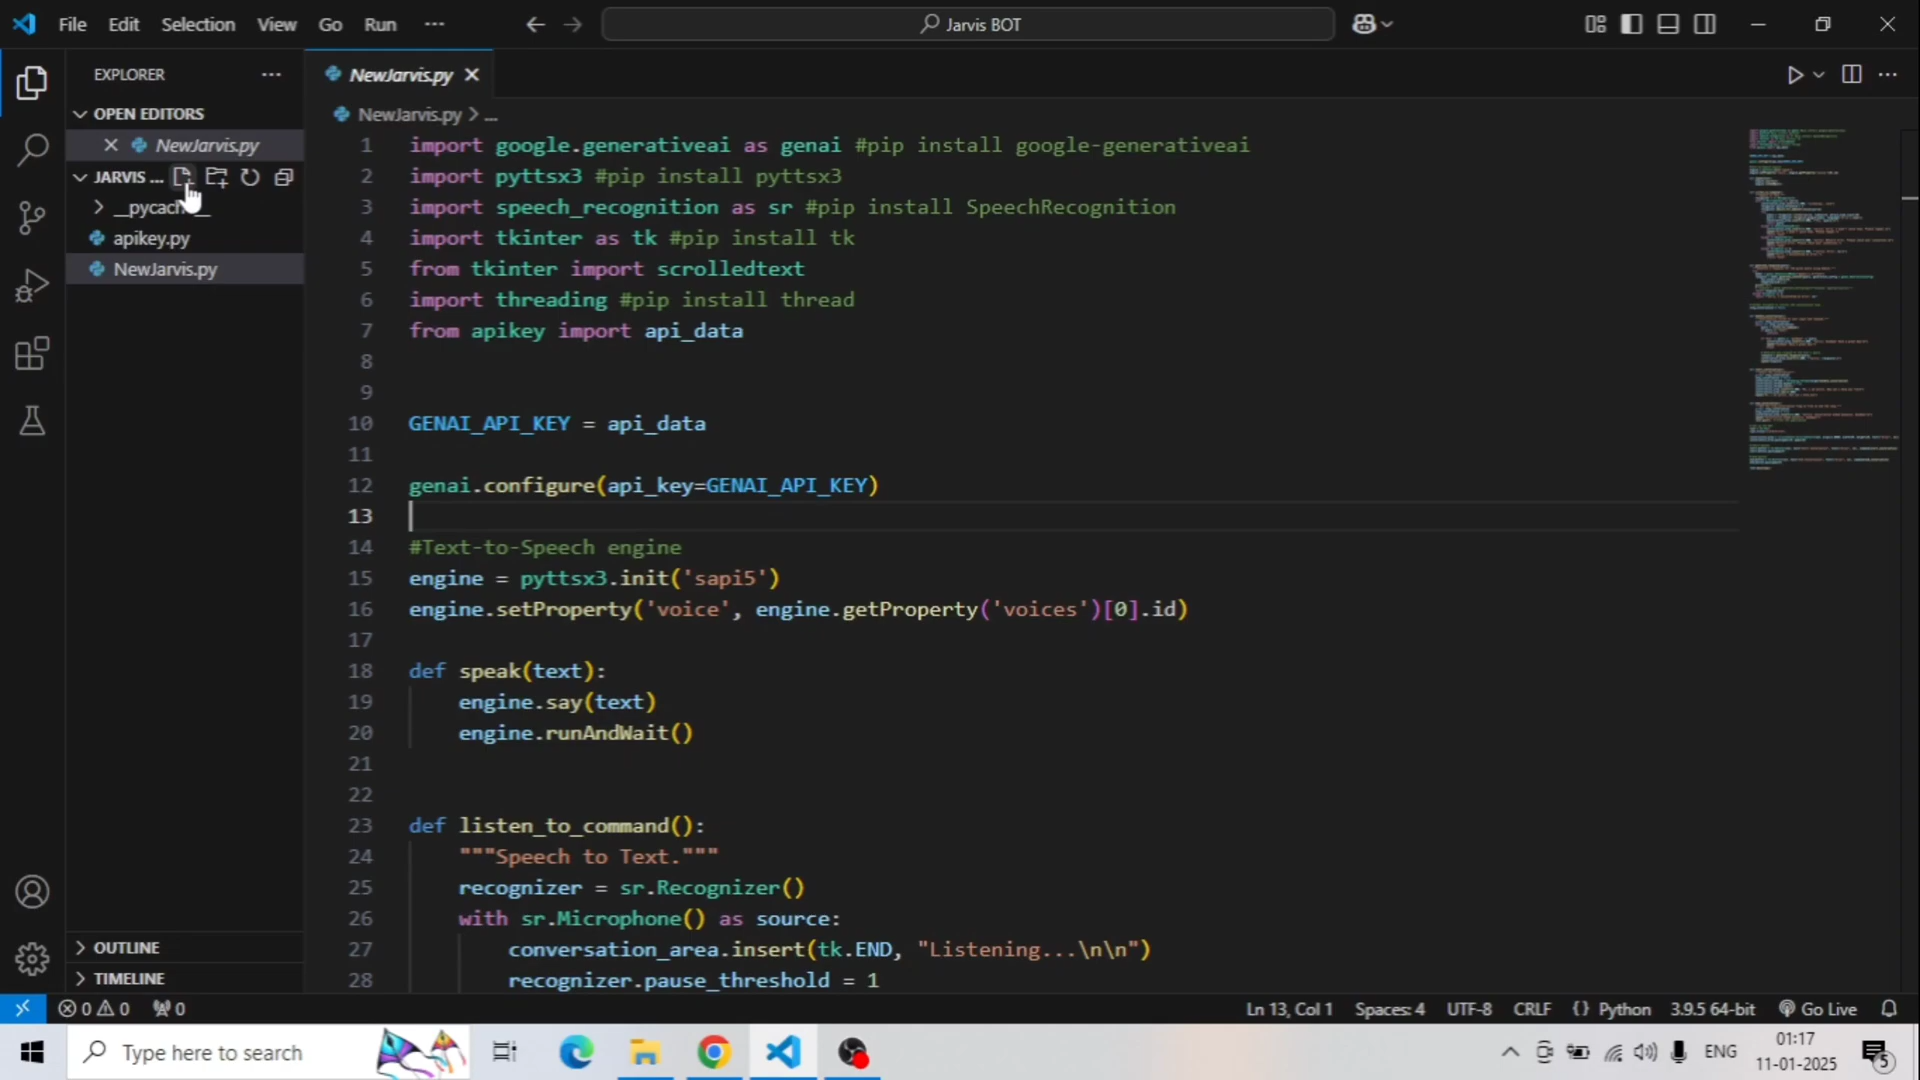 File Edit Selection View Go Run ···
Jarvis BOT
EXPLORER ···
OPEN EDITORS
NewJarvis.py
JARVIS ...
apikey.py
NewJarvis.py
OUTLINE
TIMELINE
NewJarvis.py
NewJarvis.py > ...
1 import google.generativeai as genai #pip install google-generativeai
2 import pyttsx3 #pip install pyttsx3
3 import speech_recognition as sr #pip install SpeechRecognition
4 import tkinter as tk #pip install tk
5 from tkinter import scrolledtext
6 import threading #pip install thread
7 from apikey import api_data
8
9
10 GENAI_API_KEY = api_data
11
12 genai.configure(api_key=GENAI_API_KEY)
13
14 #Text-to-Speech engine
15 engine = pyttsx3.init('sapi5')
16 engine.setProperty('voice', engine.getProperty('voices')[0].id)
17
18 def speak(text):
19 engine.say(text)
20 engine.runAndWait()
21
22
23 def listen_to_command():
24 """Speech to Text."""
25 recognizer = sr.Recognizer()
26 with sr.Microphone() as source:
27 conversation_area.insert(tk.END, "Listening...\n\n")
28 recognizer.pause_threshold = 1
0 0 0 Ln 13, Col 1 Spaces: 4 UTF-8 CRLF {} Python 3.9.5 64-bit Go Live
Type here to search
ENG
01:17
11-01-2025
5